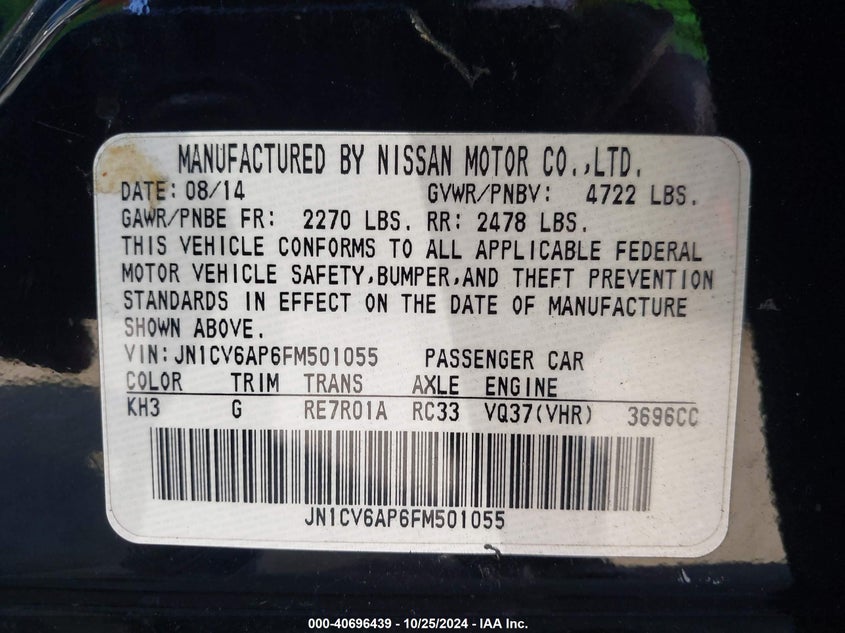 MANUFACTURED BY NISSAN MOTOR CO.,LTD.
DATE: 08/14 GVWR/PNBV: 4722 LBS.
GAWR/PNBE FR: 2270 LBS. RR: 2478 LBS.
THIS VEHICLE CONFORMS TO ALL APPLICABLE FEDERAL
MOTOR VEHICLE SAFETY,BUMPER,AND THEFT PREVENTION
STANDARDS IN EFFECT ON THE DATE OF MANUFACTURE
SHOWN ABOVE.
VIN: JN1CV6AP6FM501055 PASSENGER CAR
COLOR TRIM TRANS AXLE ENGINE
KH3 G RE7R01A RC33 VQ37(VHR) 3696CC
JN1CV6AP6FM501055
000-40696439 - 10/25/2024 - IAA Inc.